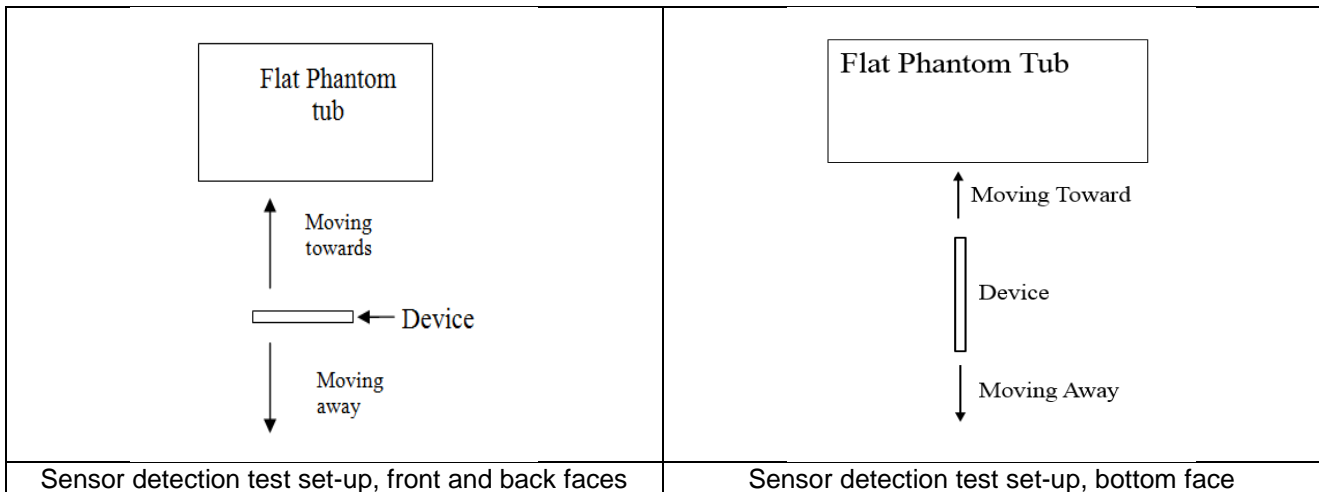 Flat Phantom
tub
Moving
towards
Device
Moving
away
Sensor detection test set-up, front and back faces
Flat Phantom Tub
Moving Toward
Device
Moving Away
Sensor detection test set-up, bottom face